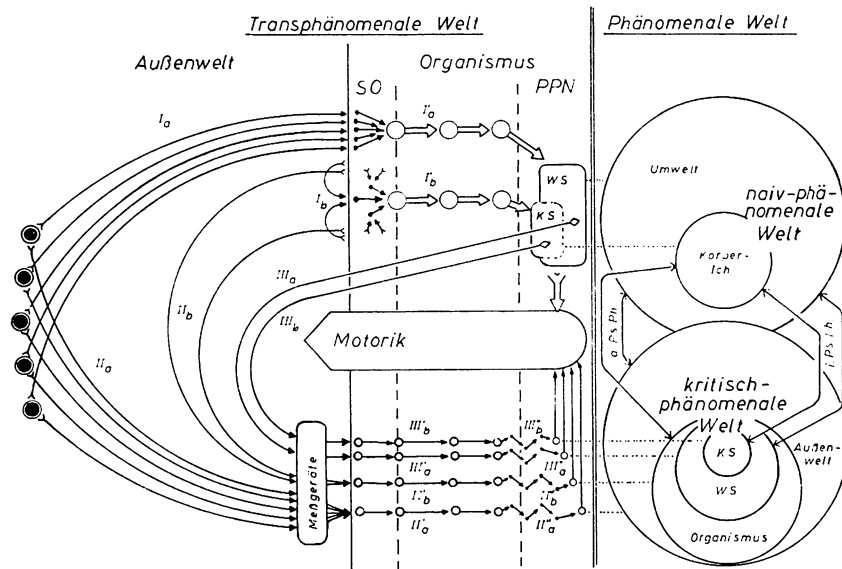 Transphänomenale Welt
Phänomenale Welt
Außenwelt
Organismus
SO
PPN
I_a
I'_a
I_b
I'_b
WS
KS
Umwelt
naiv-phä-
nomenale
Welt
Körper-
Ich
III_a
III_b
II_b
II_a
Motorik
a.Ps.Ph.
i.Ps.Ph.
kritisch-
phänomenale
Welt
KS
WS
Außen-
welt
Organismus
Meßgeräte
III'_b
III"_b
III'_a
III"_a
II'_b
II"_b
II'_a
II"_a